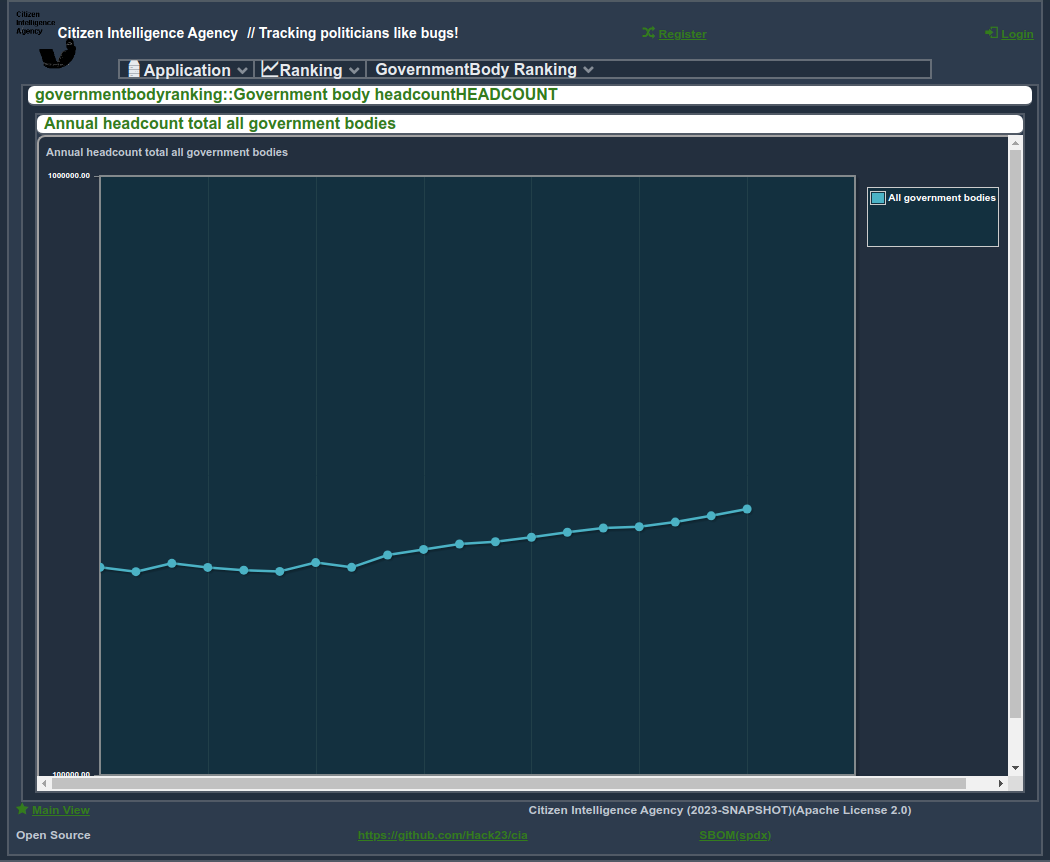 Citizen
Intelligence
Agency
Citizen Intelligence Agency // Tracking politicians like bugs!
Register
Login
Application
Ranking
GovernmentBody Ranking
governmentbodyranking::Government body headcountHEADCOUNT
Annual headcount total all government bodies
Annual headcount total all government bodies
1000000.00
All government bodies
100000.00
Main View
Citizen Intelligence Agency (2023-SNAPSHOT)(Apache License 2.0)
Open Source
https://github.com/Hack23/cia
SBOM(spdx)